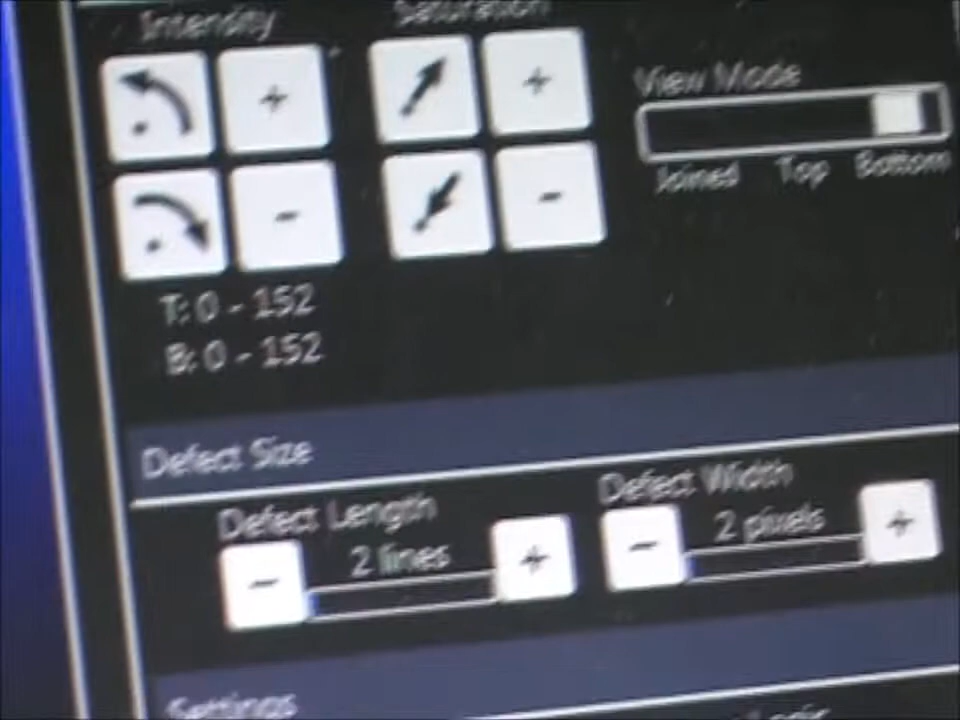 Intensity
Saturation
+
+
View Mode
Joined Top Bottom
-
-
T: 0 - 152
B: 0 - 152
Defect Size
Defect Length
Defect Width
- 2 lines +
- 2 pixels +
Settings